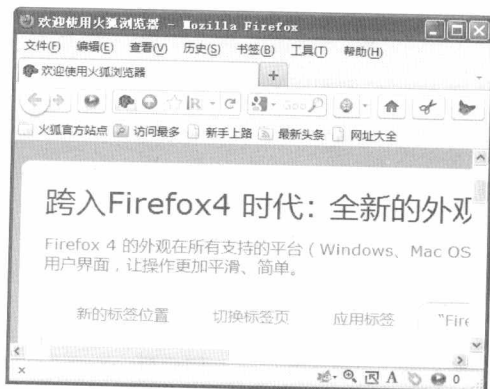 欢迎使用火狐浏览器 - Mozilla Firefox
文件(F) 编辑(E) 查看(V) 历史(S) 书签(B) 工具(T) 帮助(H)
欢迎使用火狐浏览器
火狐官方站点 访问最多 新手上路 最新头条 网址大全
跨入Firefox4 时代：全新的外观
Firefox 4 的外观在所有支持的平台 ( Windows、Mac OS
用户界面，让操作更加平滑、简单。
新的标签位置 切换标签页 应用标签 “Fire
A 0